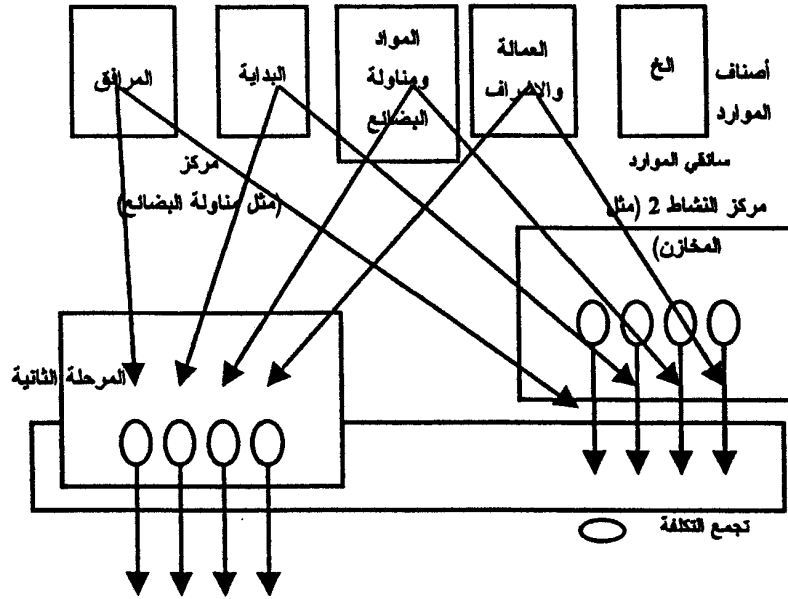 أصناف
الموارد
الخ
العمالة
والاشراف
المواد
ومناولة
البضائع
البداية
المرافق
سائقي الموارد
مركز
(مثل مناولة البضائع)
مركز النشاط 2 (مثل
المخازن)
المرحلة الثانية
تجمع التكلفة